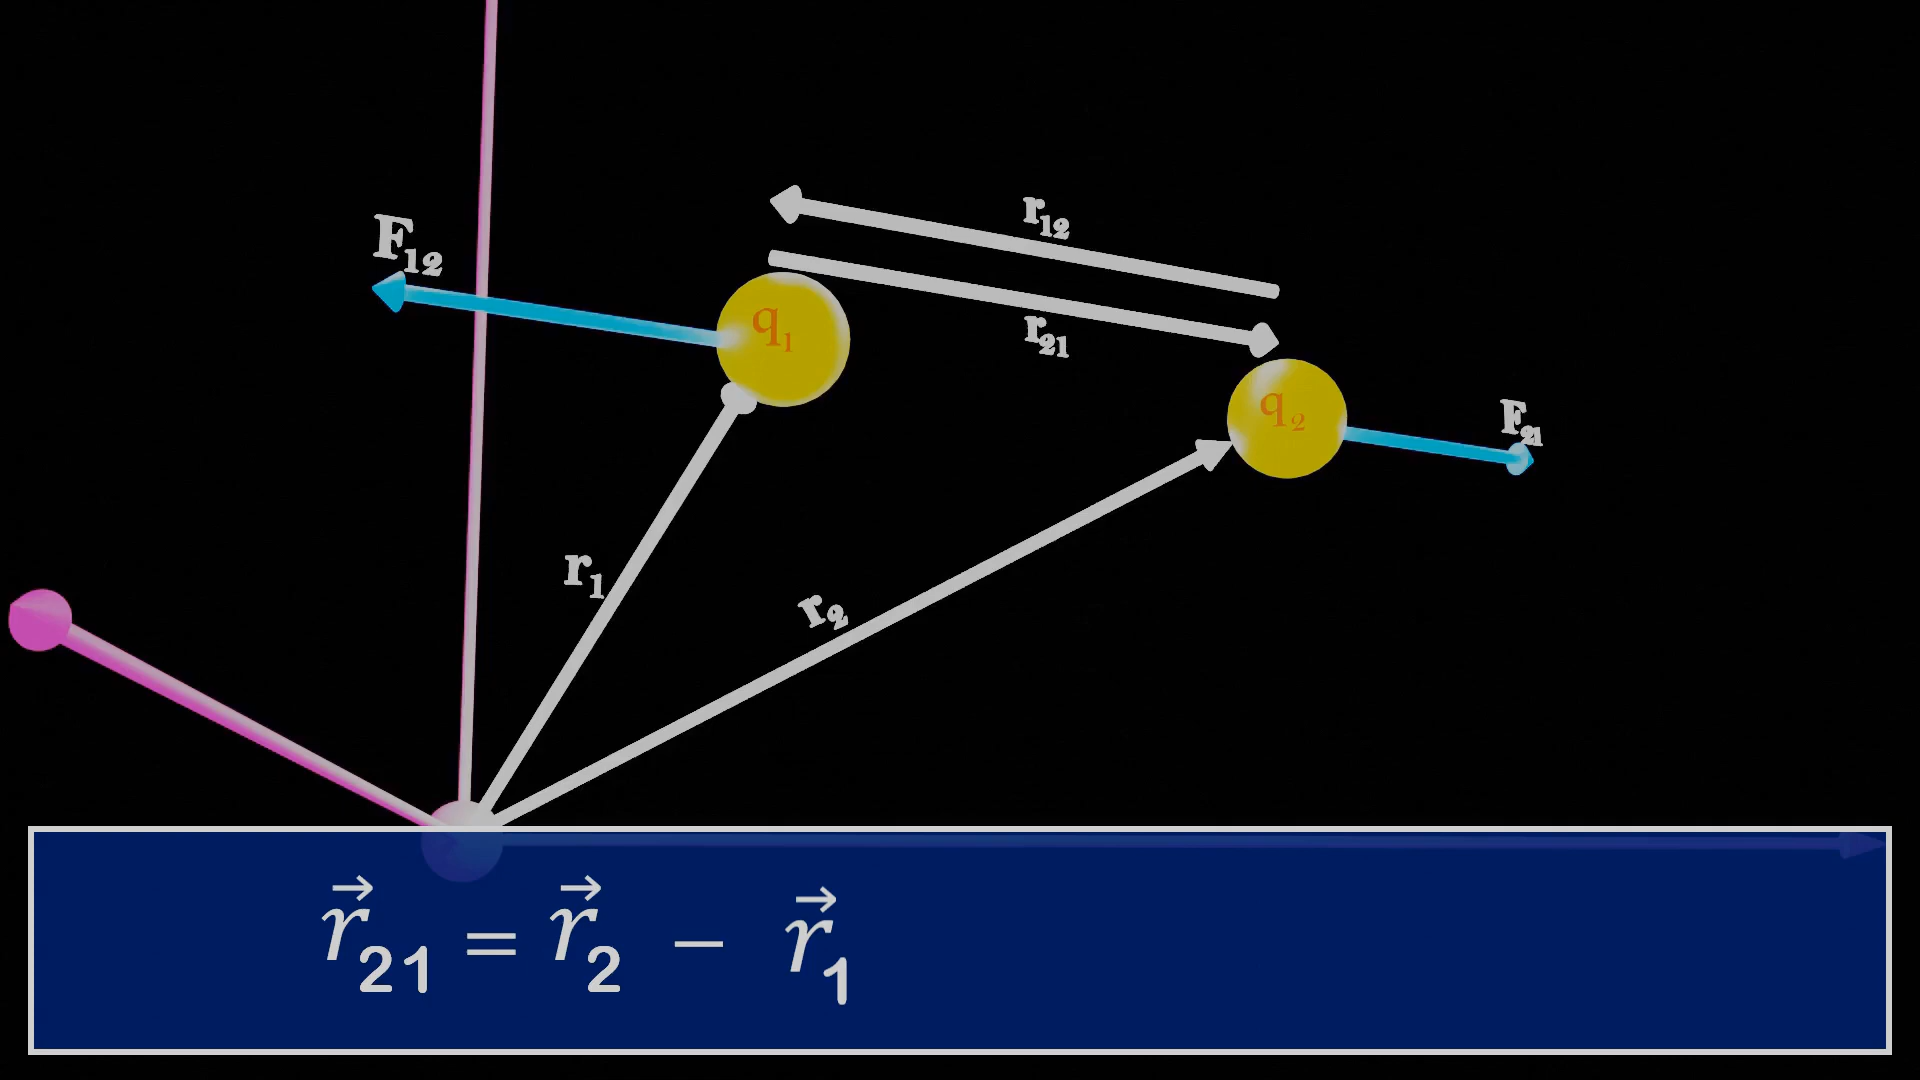 r₁₂
F₁₂
q₁
r₂₁
q₂
F₂₁
r₁
r₂
r⃗₂₁ = r⃗₂ − r⃗₁